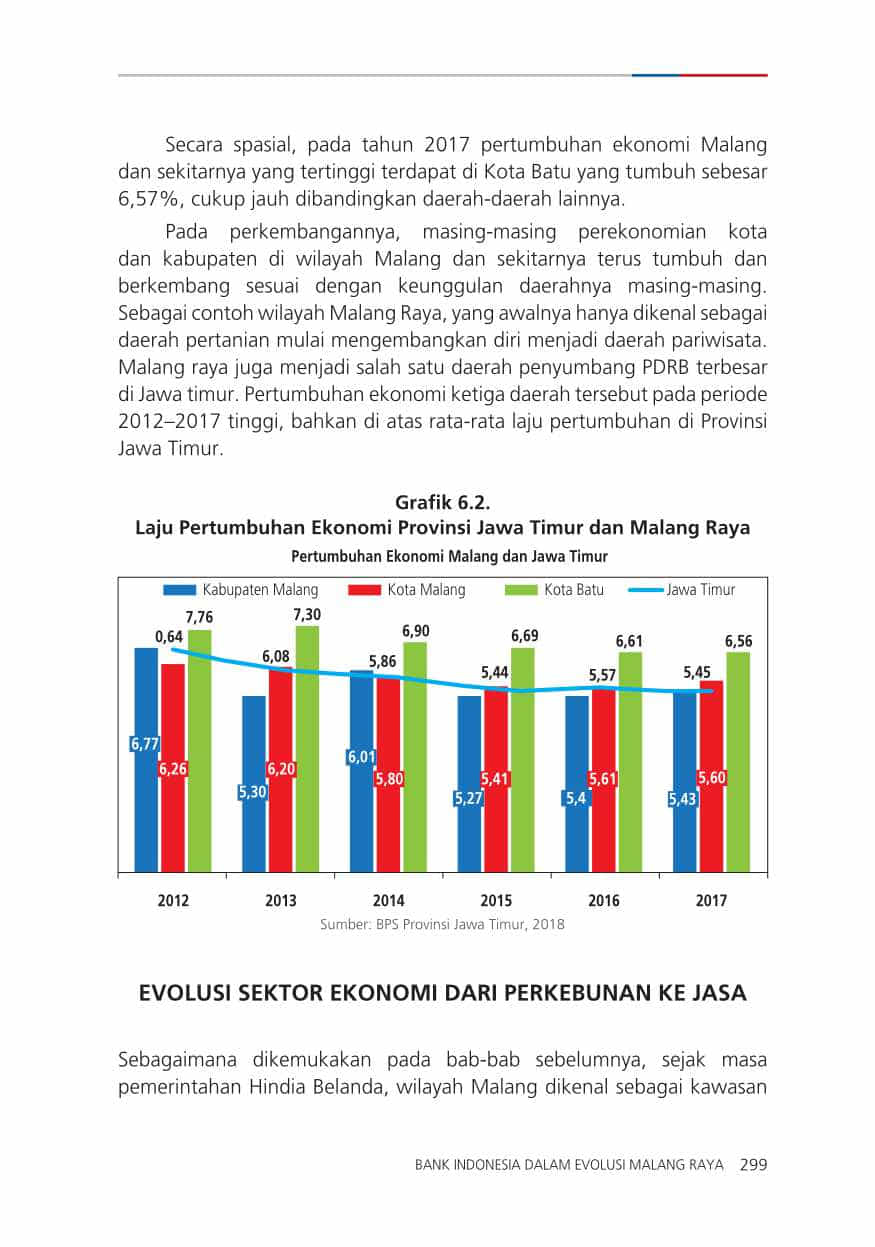 Secara spasial, pada tahun 2017 pertumbuhan ekonomi Malang
dan sekitarnya yang tertinggi terdapat di Kota Batu yang tumbuh sebesar
6,57%, cukup jauh dibandingkan daerah-daerah lainnya.
Pada perkembangannya, masing-masing perekonomian kota
dan kabupaten di wilayah Malang dan sekitarnya terus tumbuh dan
berkembang sesuai dengan keunggulan daerahnya masing-masing.
Sebagai contoh wilayah Malang Raya, yang awalnya hanya dikenal sebagai
daerah pertanian mulai mengembangkan diri menjadi daerah pariwisata.
Malang raya juga menjadi salah satu daerah penyumbang PDRB terbesar
di Jawa timur. Pertumbuhan ekonomi ketiga daerah tersebut pada periode
2012–2017 tinggi, bahkan di atas rata-rata laju pertumbuhan di Provinsi
Jawa Timur.
Grafik 6.2.
Laju Pertumbuhan Ekonomi Provinsi Jawa Timur dan Malang Raya
Pertumbuhan Ekonomi Malang dan Jawa Timur
Kabupaten Malang Kota Malang Kota Batu Jawa Timur
7,76 7,30 6,90 6,69 6,61 6,56
0,64 6,08 5,86 5,44 5,57 5,45
6,77 6,01
6,26 6,20 5,80 5,41 5,61 5,60
5,30 5,27 5,4 5,43
2012 2013 2014 2015 2016 2017
Sumber: BPS Provinsi Jawa Timur, 2018
EVOLUSI SEKTOR EKONOMI DARI PERKEBUNAN KE JASA
Sebagaimana dikemukakan pada bab-bab sebelumnya, sejak masa
pemerintahan Hindia Belanda, wilayah Malang dikenal sebagai kawasan
BANK INDONESIA DALAM EVOLUSI MALANG RAYA 299